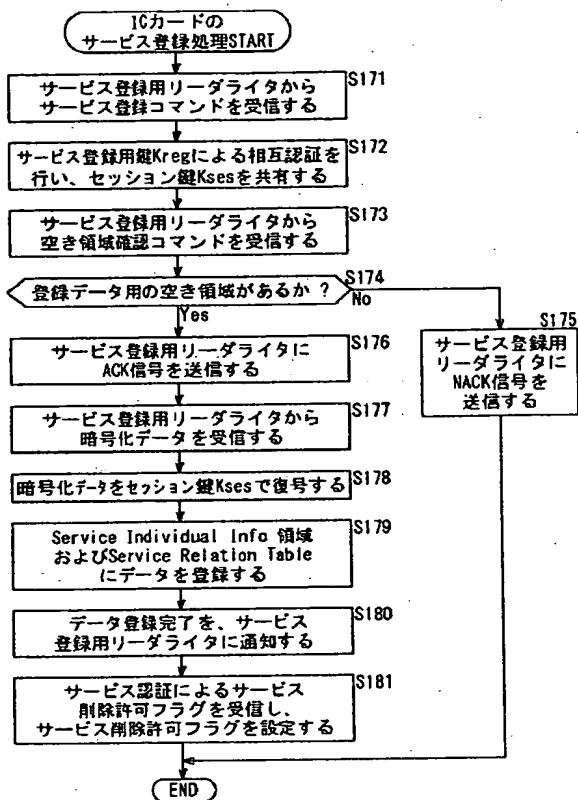 ICカードの
サービス登録処理START
サービス登録用リーダライタから
サービス登録コマンドを受信する
S171
サービス登録用鍵Kregによる相互認証を
行い、セッション鍵Ksesを共有する
S172
サービス登録用リーダライタから
空き領域確認コマンドを受信する
S173
登録データ用の空き領域があるか ?
S174
No
Yes
S175
サービス登録用
リーダライタに
NACK信号を
送信する
サービス登録用リーダライタに
ACK信号を送信する
S176
サービス登録用リーダライタから
暗号化データを受信する
S177
暗号化データをセッション鍵Ksesで復号する
S178
Service Individual Info 領域
およびService Relation Table
にデータを登録する
S179
データ登録完了を、サービス
登録用リーダライタに通知する
S180
サービス認証によるサービス
削除許可フラグを受信し、
サービス削除許可フラグを設定する
S181
END